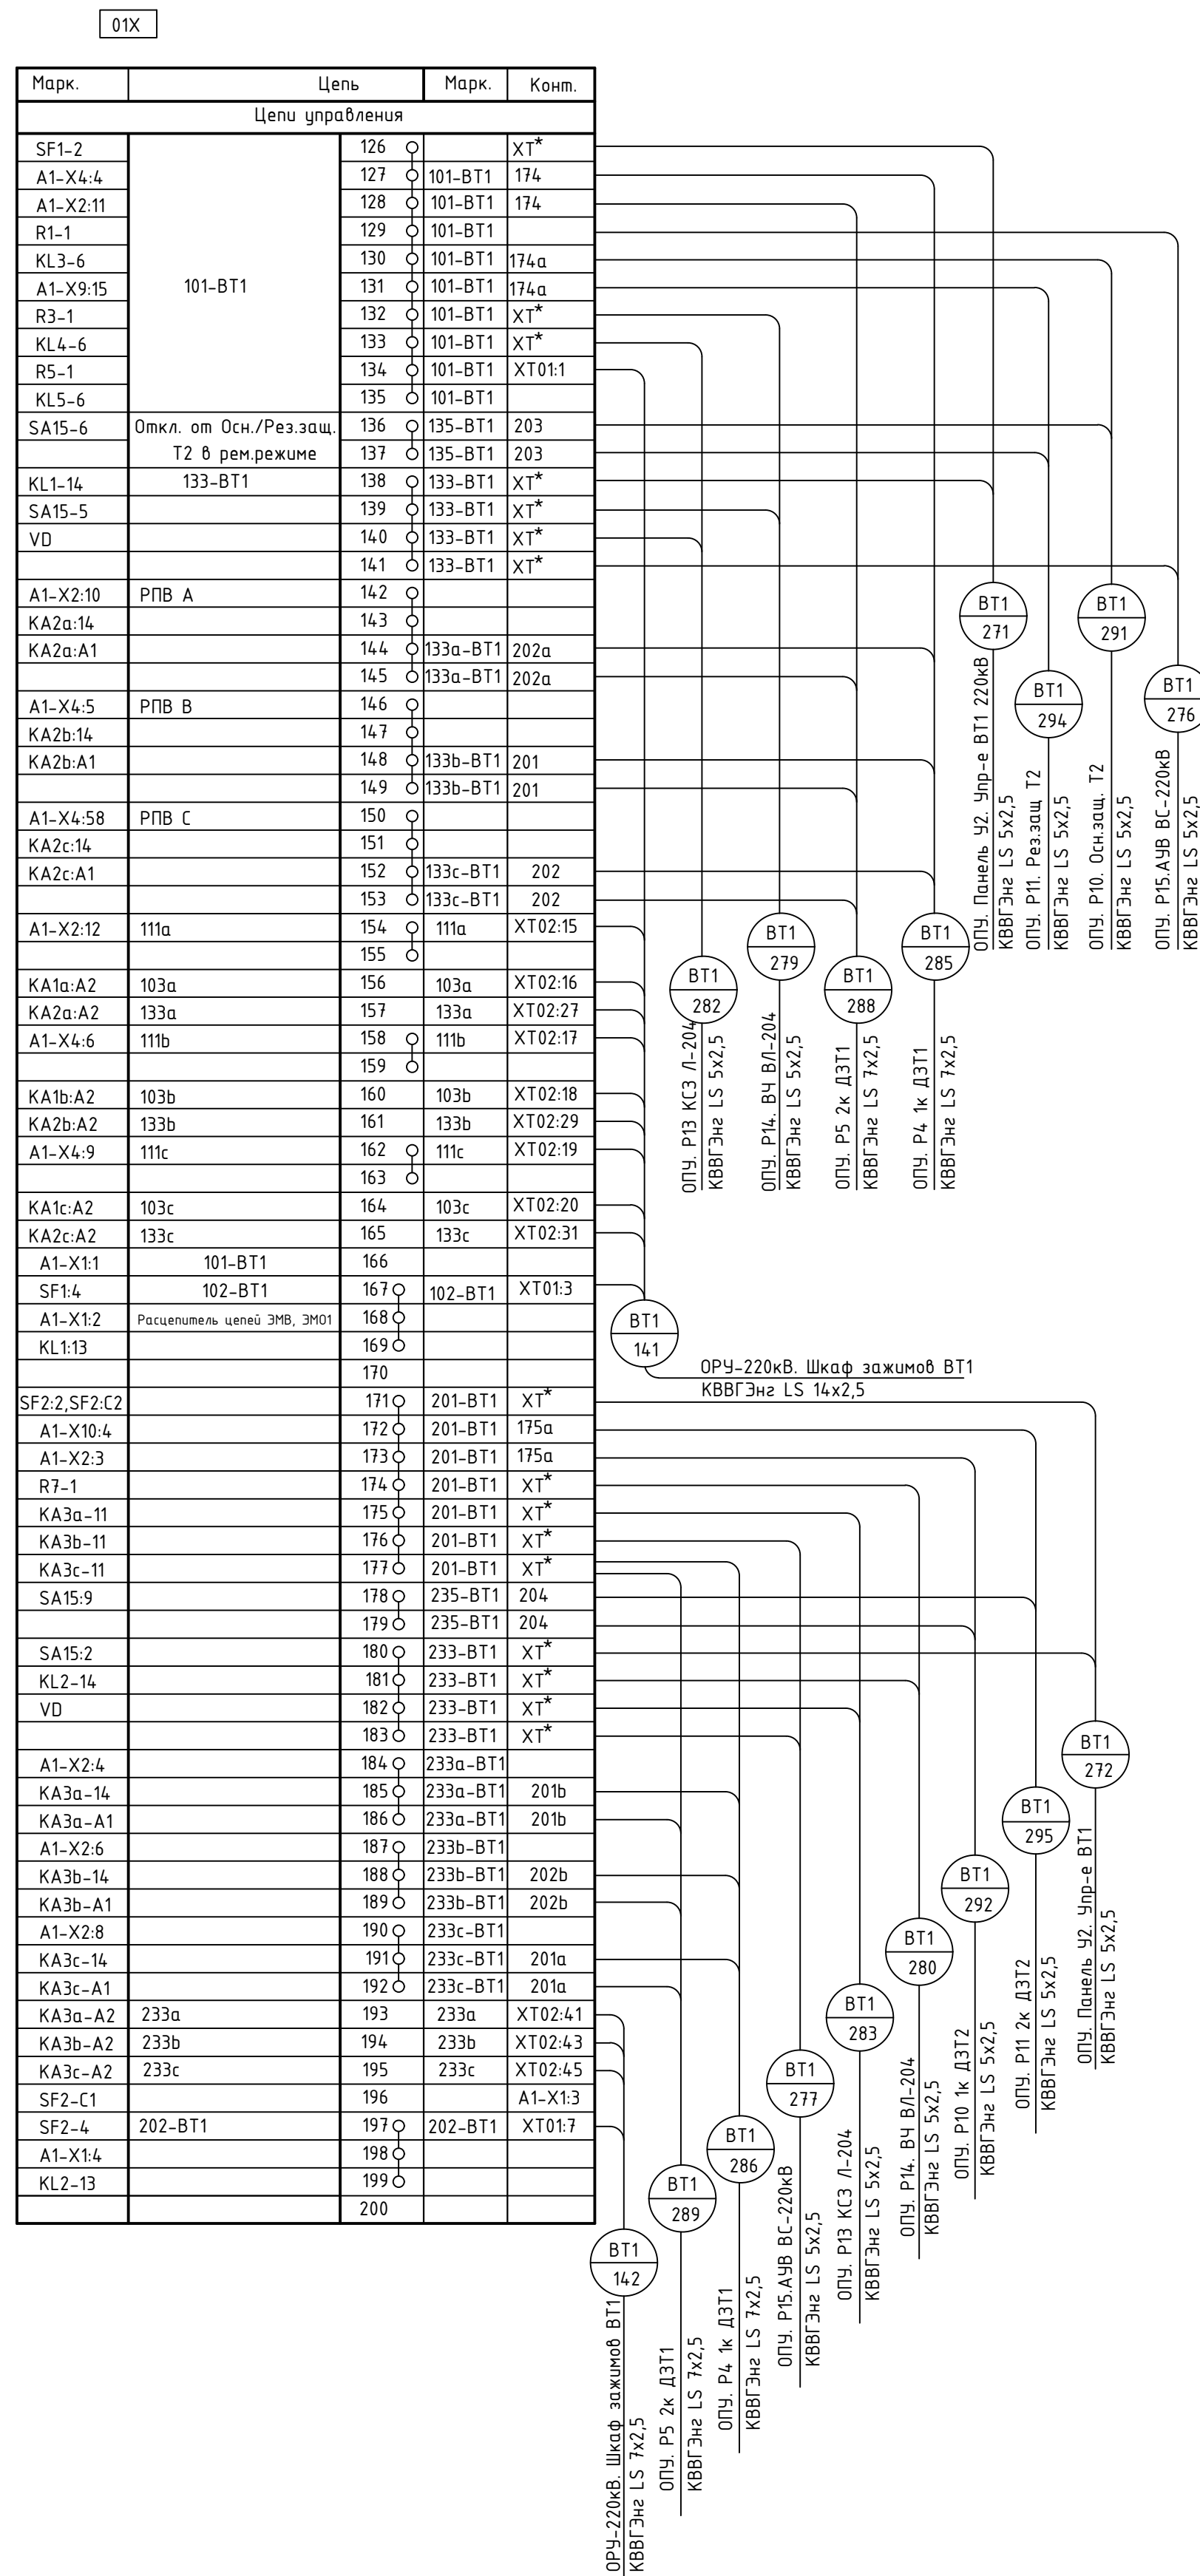 01X
Марк. Цепь Марк. Конт.
Цепи управления
SF1-2 126 XT*
A1-X4:4 127 101-BT1 174
A1-X2:11 128 101-BT1 174
R1-1 129 101-BT1
KL3-6 130 101-BT1 174a
A1-X9:15 101-BT1 131 101-BT1 174a
R3-1 132 101-BT1 XT*
KL4-6 133 101-BT1 XT*
R5-1 134 101-BT1 XT01:1
KL5-6 135 101-BT1
SA15-6 Откл. от Осн./Рез.защ. 136 135-BT1 203
Т2 в рем.режиме 137 135-BT1 203
KL1-14 133-BT1 138 133-BT1 XT*
SA15-5 139 133-BT1 XT*
VD 140 133-BT1 XT*
141 133-BT1 XT*
A1-X2:10 РПВ А 142
KA2a:14 143
KA2a:A1 144 133a-BT1 202a
145 133a-BT1 202a
A1-X4:5 РПВ В 146
KA2b:14 147
KA2b:A1 148 133b-BT1 201
149 133b-BT1 201
A1-X4:58 РПВ С 150
KA2c:14 151
KA2c:A1 152 133c-BT1 202
153 133c-BT1 202
A1-X2:12 111a 154 111a XT02:15
155
KA1a:A2 103a 156 103a XT02:16
KA2a:A2 133a 157 133a XT02:27
A1-X4:6 111b 158 111b XT02:17
159
KA1b:A2 103b 160 103b XT02:18
KA2b:A2 133b 161 133b XT02:29
A1-X4:9 111c 162 111c XT02:19
163
KA1c:A2 103c 164 103c XT02:20
KA2c:A2 133c 165 133c XT02:31
A1-X1:1 101-BT1 166
SF1:4 102-BT1 167 102-BT1 XT01:3
A1-X1:2 Расцепитель цепей ЭМВ, ЭМО1 168
KL1:13 169
170
SF2:2,SF2:C2 171 201-BT1 XT*
A1-X10:4 172 201-BT1 175a
A1-X2:3 173 201-BT1 175a
R7-1 174 201-BT1 XT*
KA3a-11 175 201-BT1 XT*
KA3b-11 176 201-BT1 XT*
KA3c-11 177 201-BT1 XT*
SA15:9 178 235-BT1 204
179 235-BT1 204
SA15:2 180 233-BT1 XT*
KL2-14 181 233-BT1 XT*
VD 182 233-BT1 XT*
183 233-BT1 XT*
A1-X2:4 184 233a-BT1
KA3a-14 185 233a-BT1 201b
KA3a-A1 186 233a-BT1 201b
A1-X2:6 187 233b-BT1
KA3b-14 188 233b-BT1 202b
KA3b-A1 189 233b-BT1 202b
A1-X2:8 190 233c-BT1
KA3c-14 191 233c-BT1 201a
KA3c-A1 192 233c-BT1 201a
KA3a-A2 233a 193 233a XT02:41
KA3b-A2 233b 194 233b XT02:43
KA3c-A2 233c 195 233c XT02:45
SF2-C1 196 A1-X1:3
SF2-4 202-BT1 197 202-BT1 XT01:7
A1-X1:4 198
KL2-13 199
200
BT1
271
ОПУ. Панель У2. Упр-е ВТ1 220кВ
КВВГЭнг LS 5x2,5
BT1
294
ОПУ. Р11. Рез.защ. Т2
КВВГЭнг LS 5x2,5
BT1
291
ОПУ. Р10. Осн.защ. Т2
КВВГЭнг LS 5x2,5
BT1
276
ОПУ. Р15.АУВ ВС-220кВ
КВВГЭнг LS 5x2,5
BT1
282
ОПУ. Р13 КСЗ Л-204
КВВГЭнг LS 5x2,5
BT1
279
ОПУ. Р14. ВЧ ВЛ-204
КВВГЭнг LS 5x2,5
BT1
288
ОПУ. Р5 2к ДЗТ1
КВВГЭнг LS 7x2,5
BT1
285
ОПУ. Р4 1к ДЗТ1
КВВГЭнг LS 7x2,5
BT1
141
ОРУ-220кВ. Шкаф зажимов ВТ1
КВВГЭнг LS 14x2,5
BT1
272
ОПУ. Панель У2. Упр-е ВТ1
КВВГЭнг LS 5x2,5
BT1
295
ОПУ. Р11 2к ДЗТ2
КВВГЭнг LS 5x2,5
BT1
292
ОПУ. Р10 1к ДЗТ2
КВВГЭнг LS 5x2,5
BT1
280
ОПУ. Р14. ВЧ ВЛ-204
КВВГЭнг LS 5x2,5
BT1
283
ОПУ. Р13 КСЗ Л-204
КВВГЭнг LS 5x2,5
BT1
277
ОПУ. Р15.АУВ ВС-220кВ
КВВГЭнг LS 5x2,5
BT1
286
ОПУ. Р4 1к ДЗТ1
КВВГЭнг LS 7x2,5
BT1
289
ОПУ. Р5 2к ДЗТ1
КВВГЭнг LS 7x2,5
BT1
142
ОРУ-220кВ. Шкаф зажимов ВТ1
КВВГЭнг LS 7x2,5